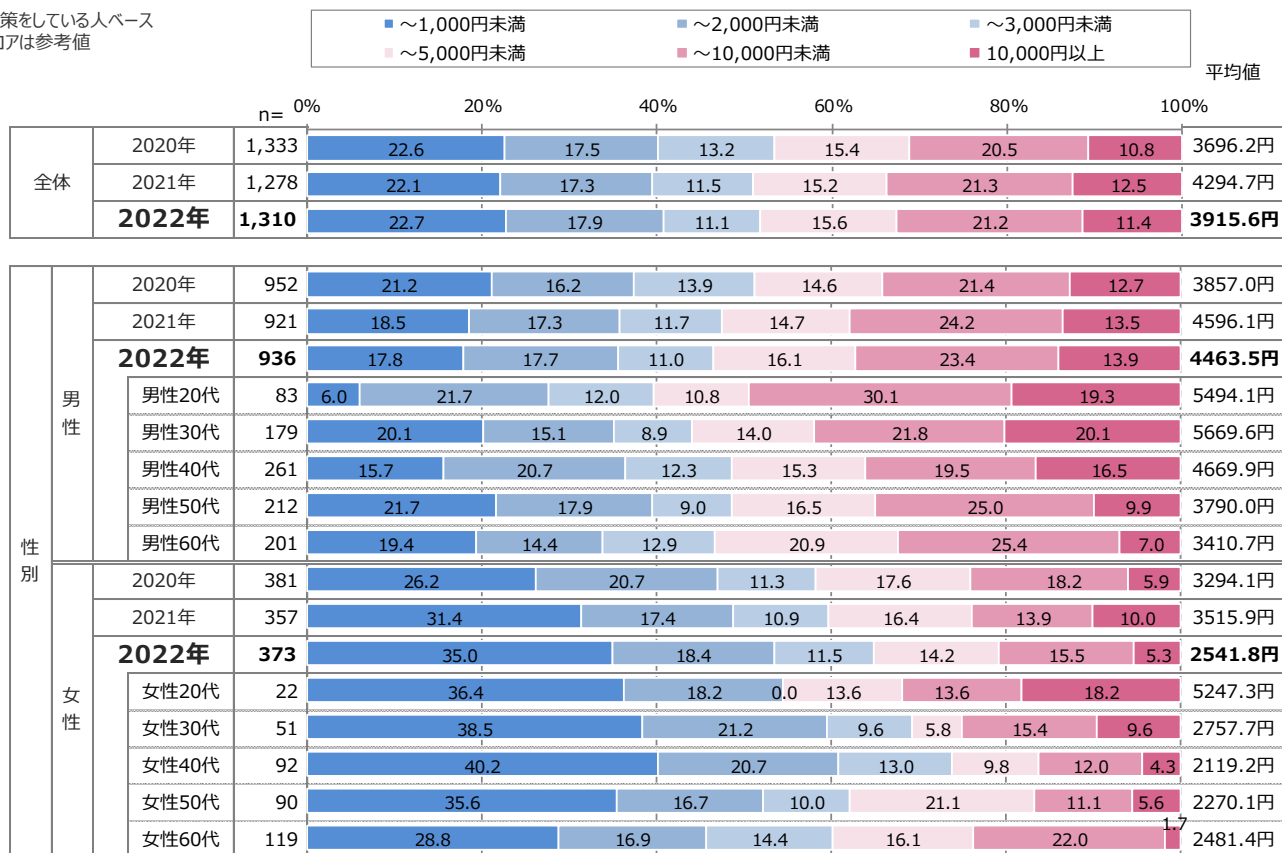 策をしている人ベース
コアは参考値
■ ～1,000円未満 ■ ～2,000円未満 ■ ～3,000円未満
■ ～5,000円未満 ■ ～10,000円未満 ■ 10,000円以上
平均値
n= 0% 20% 40% 60% 80% 100%
全体
2020年 1,333 22.6 17.5 13.2 15.4 20.5 10.8 3696.2円
2021年 1,278 22.1 17.3 11.5 15.2 21.3 12.5 4294.7円
2022年 1,310 22.7 17.9 11.1 15.6 21.2 11.4 3915.6円
性別
男性
2020年 952 21.2 16.2 13.9 14.6 21.4 12.7 3857.0円
2021年 921 18.5 17.3 11.7 14.7 24.2 13.5 4596.1円
2022年 936 17.8 17.7 11.0 16.1 23.4 13.9 4463.5円
男性20代 83 6.0 21.7 12.0 10.8 30.1 19.3 5494.1円
男性30代 179 20.1 15.1 8.9 14.0 21.8 20.1 5669.6円
男性40代 261 15.7 20.7 12.3 15.3 19.5 16.5 4669.9円
男性50代 212 21.7 17.9 9.0 16.5 25.0 9.9 3790.0円
男性60代 201 19.4 14.4 12.9 20.9 25.4 7.0 3410.7円
女性
2020年 381 26.2 20.7 11.3 17.6 18.2 5.9 3294.1円
2021年 357 31.4 17.4 10.9 16.4 13.9 10.0 3515.9円
2022年 373 35.0 18.4 11.5 14.2 15.5 5.3 2541.8円
女性20代 22 36.4 18.2 0.0 13.6 13.6 18.2 5247.3円
女性30代 51 38.5 21.2 9.6 5.8 15.4 9.6 2757.7円
女性40代 92 40.2 20.7 13.0 9.8 12.0 4.3 2119.2円
女性50代 90 35.6 16.7 10.0 21.1 11.1 5.6 2270.1円
女性60代 119 28.8 16.9 14.4 16.1 22.0 1.7 2481.4円